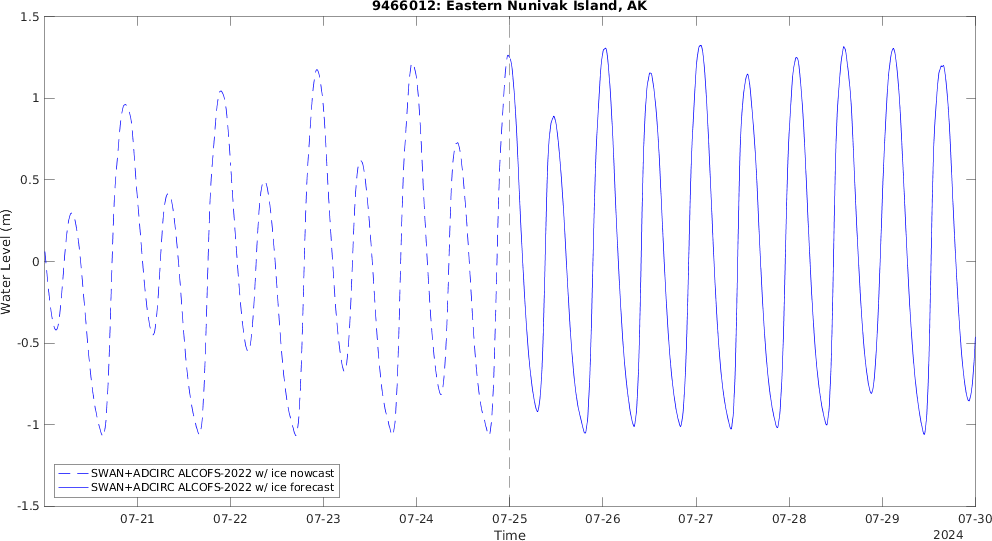 9466012: Eastern Nunivak Island, AK
1.5
1
0.5
0
-0.5
-1
-1.5
Water Level (m)
SWAN+ADCIRC ALCOFS-2022 w/ ice nowcast
SWAN+ADCIRC ALCOFS-2022 w/ ice forecast
07-21 07-22 07-23 07-24 07-25 07-26 07-27 07-28 07-29 07-30
Time
2024